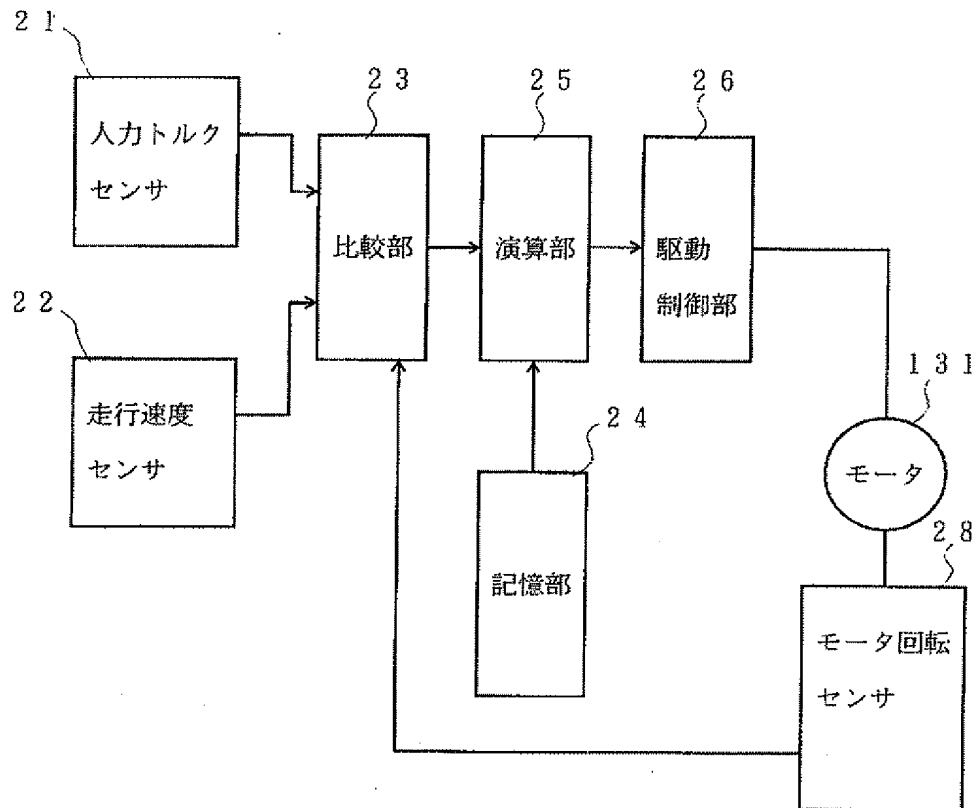 ２１
人力トルク
センサ
２３
比較部
２５
演算部
２６
駆動
制御部
２２
走行速度
センサ
２４
記憶部
１３１
モータ
２８
モータ回転
センサ